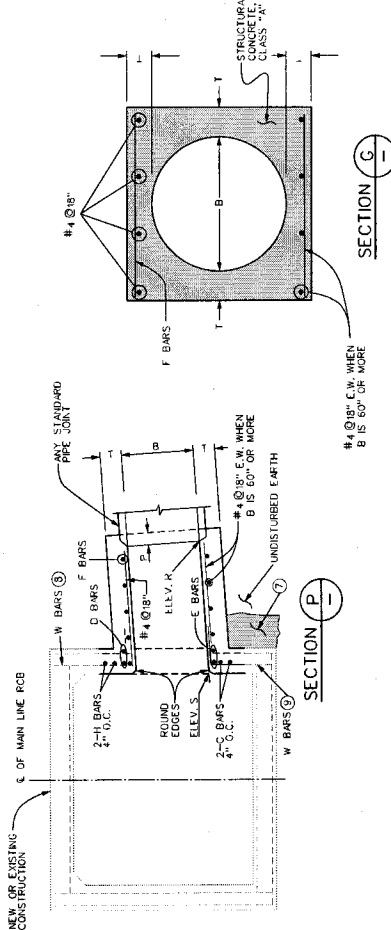 NEW OR EXISTING
CONSTRUCTION
℄ OF MAIN LINE RCB
W BARS 8
2-H BARS
4" O.C.
D BARS
#4 @18"
F BARS
ANY STANDARD
PIPE JOINT
T
B
T
P
ROUND
EDGES
ELEV. S
ELEV. R
E BARS
#4 @18" E.W. WHEN
B IS 60" OR MORE
2-C BARS
4" O.C.
W BARS 9
7
UNDISTURBED EARTH
SECTION P
-
#4 @18"
F BARS
T
B
T
STRUCTURA
CONCRETE,
CLASS "A"
#4 @18" E.W. WHEN
B IS 60" OR MORE
SECTION G
-